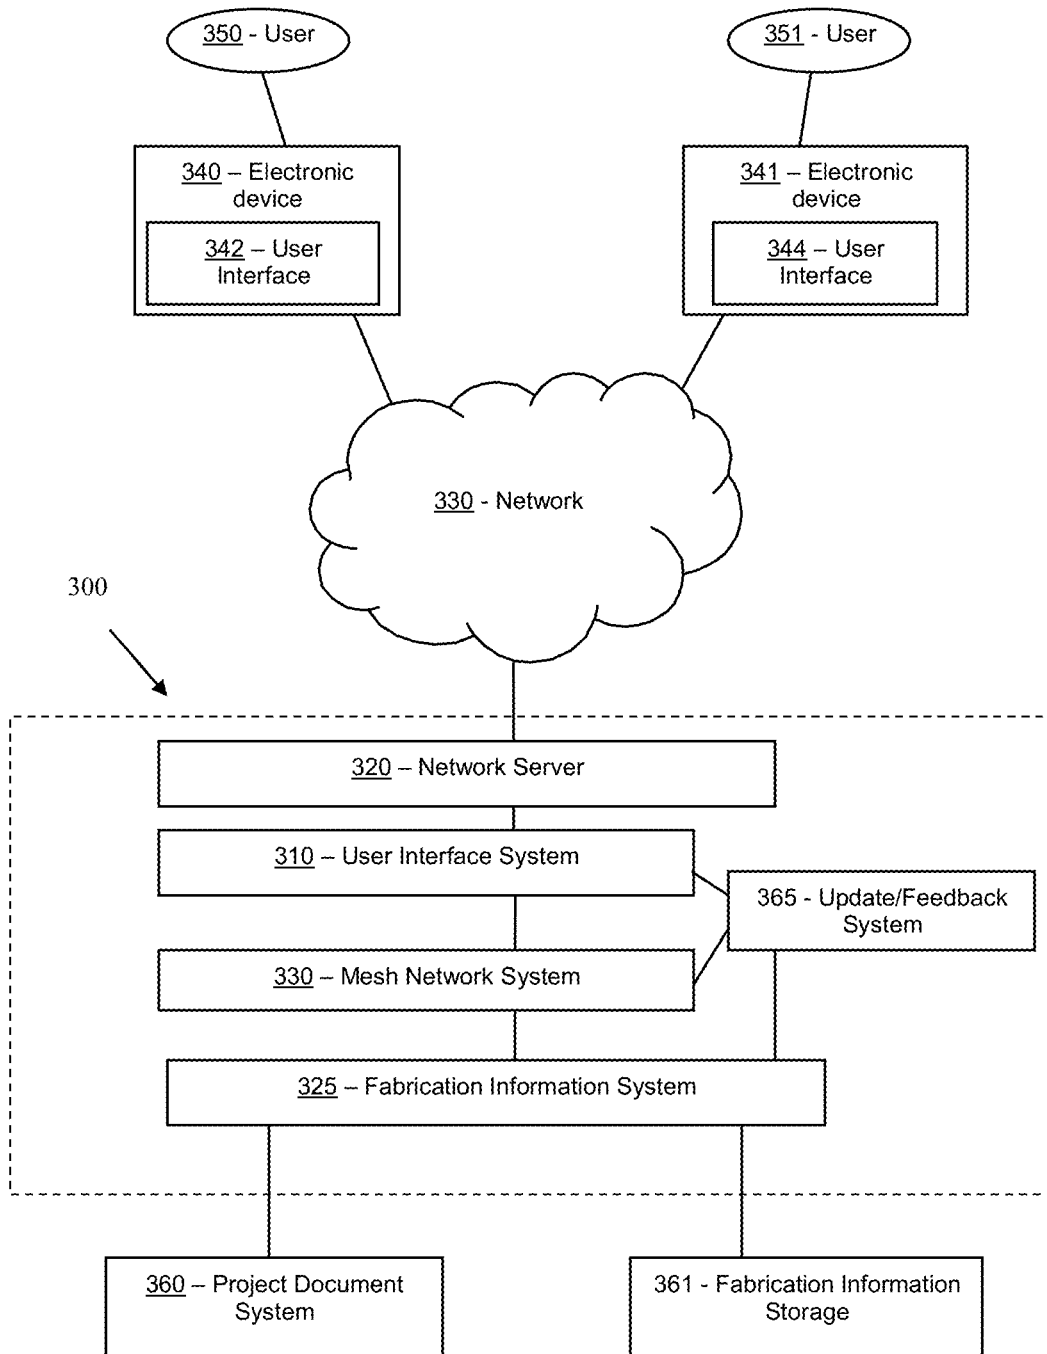 350 - User
351 - User
340 – Electronic
device
342 – User
Interface
341 – Electronic
device
344 – User
Interface
330 - Network
300
320 – Network Server
310 – User Interface System
365 - Update/Feedback
System
330 – Mesh Network System
325 – Fabrication Information System
360 – Project Document
System
361 - Fabrication Information
Storage